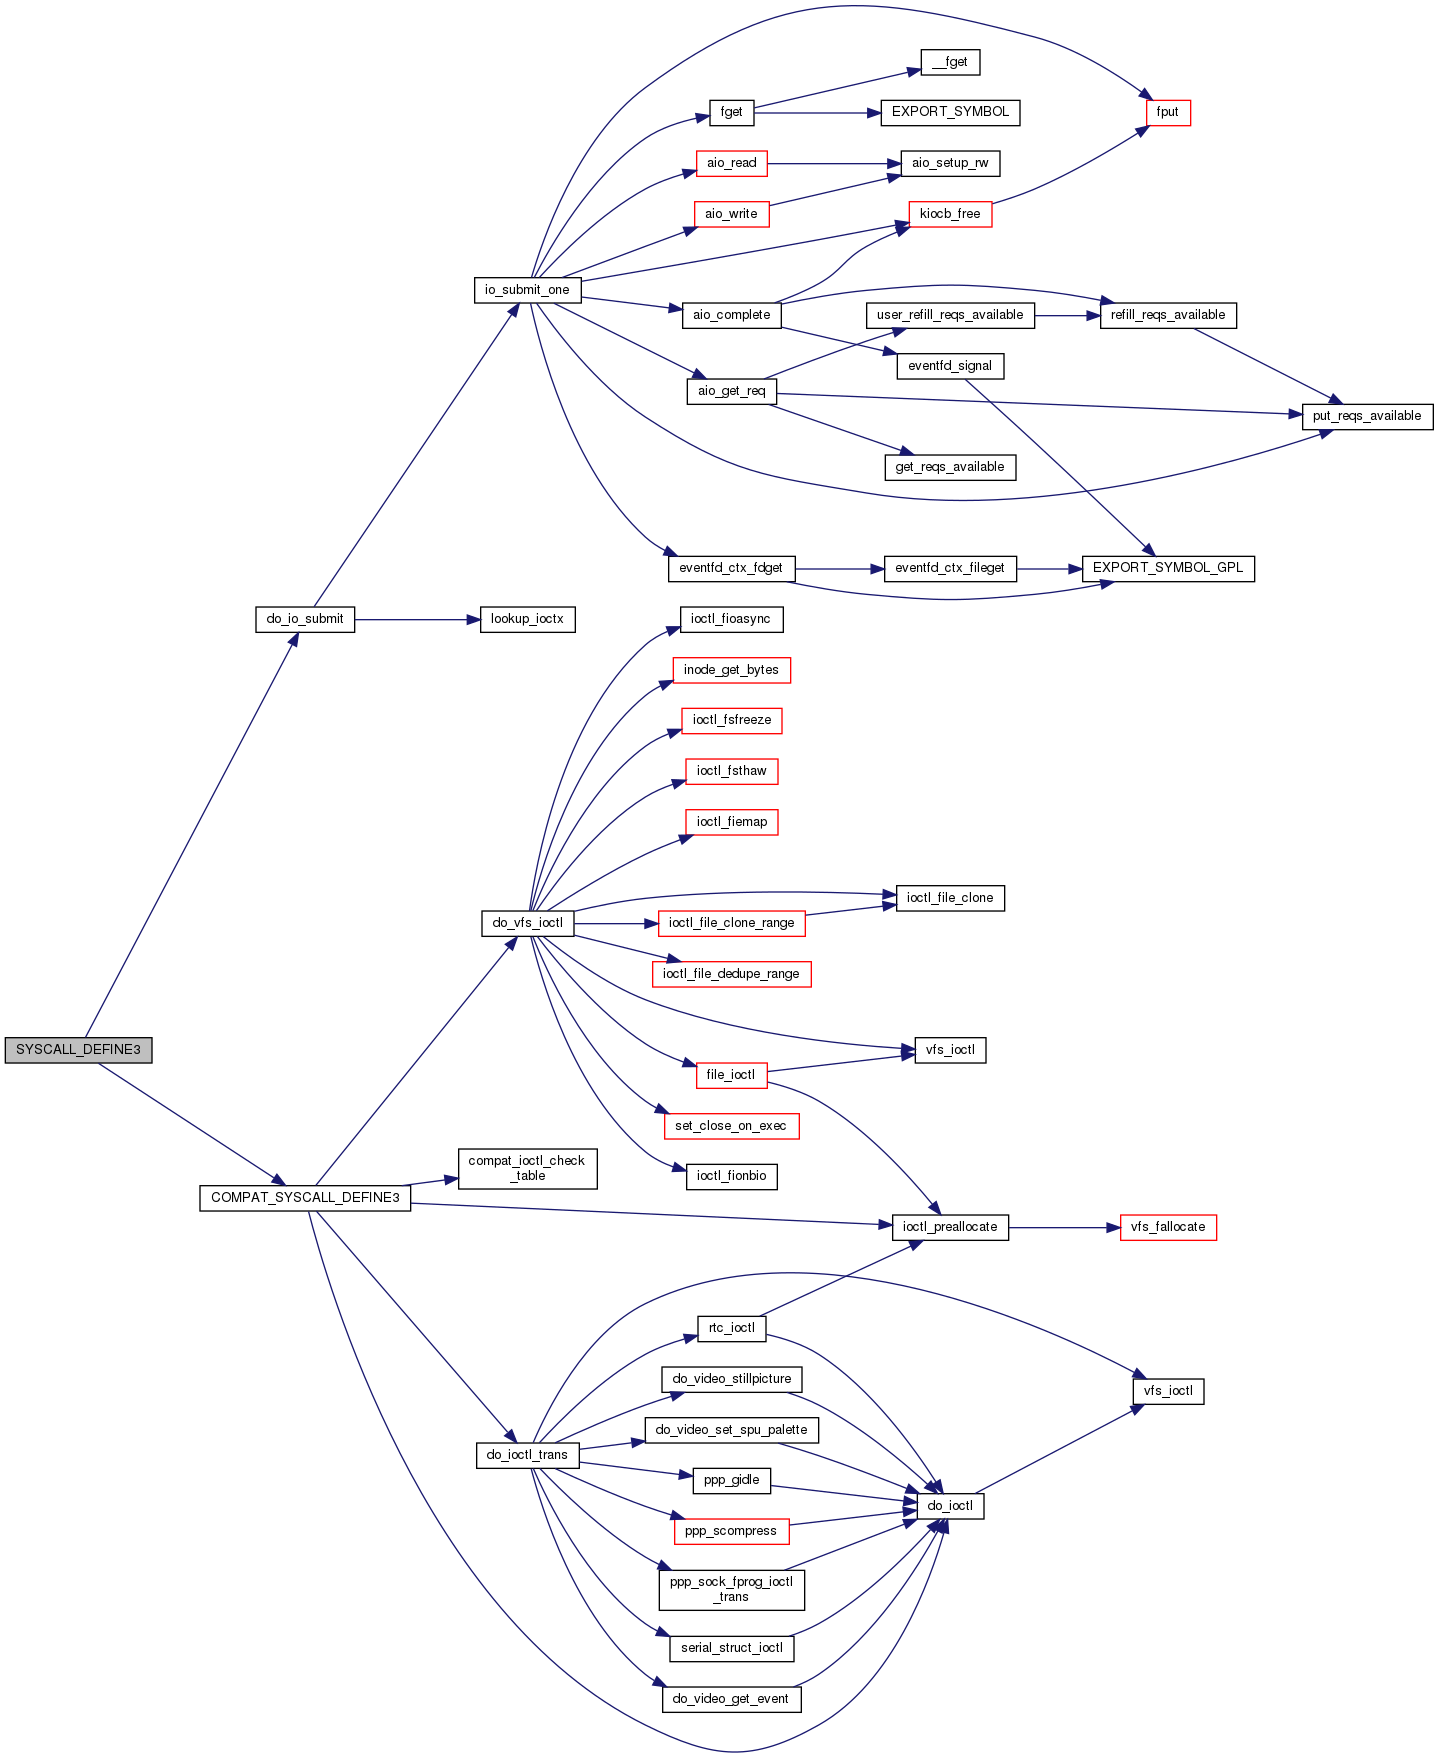 __fget
fget
EXPORT_SYMBOL
fput
aio_read
aio_setup_rw
aio_write
kiocb_free
io_submit_one
aio_complete
user_refill_reqs_available
refill_reqs_available
eventfd_signal
aio_get_req
put_reqs_available
get_reqs_available
eventfd_ctx_fdget
eventfd_ctx_fileget
EXPORT_SYMBOL_GPL
do_io_submit
lookup_ioctx
ioctl_fioasync
inode_get_bytes
ioctl_fsfreeze
ioctl_fsthaw
ioctl_fiemap
ioctl_file_clone
do_vfs_ioctl
ioctl_file_clone_range
ioctl_file_dedupe_range
SYSCALL_DEFINE3
vfs_ioctl
file_ioctl
set_close_on_exec
compat_ioctl_check
_table
ioctl_fionbio
COMPAT_SYSCALL_DEFINE3
ioctl_preallocate
vfs_fallocate
rtc_ioctl
do_video_stillpicture
vfs_ioctl
do_video_set_spu_palette
do_ioctl_trans
ppp_gidle
do_ioctl
ppp_scompress
ppp_sock_fprog_ioctl
_trans
serial_struct_ioctl
do_video_get_event